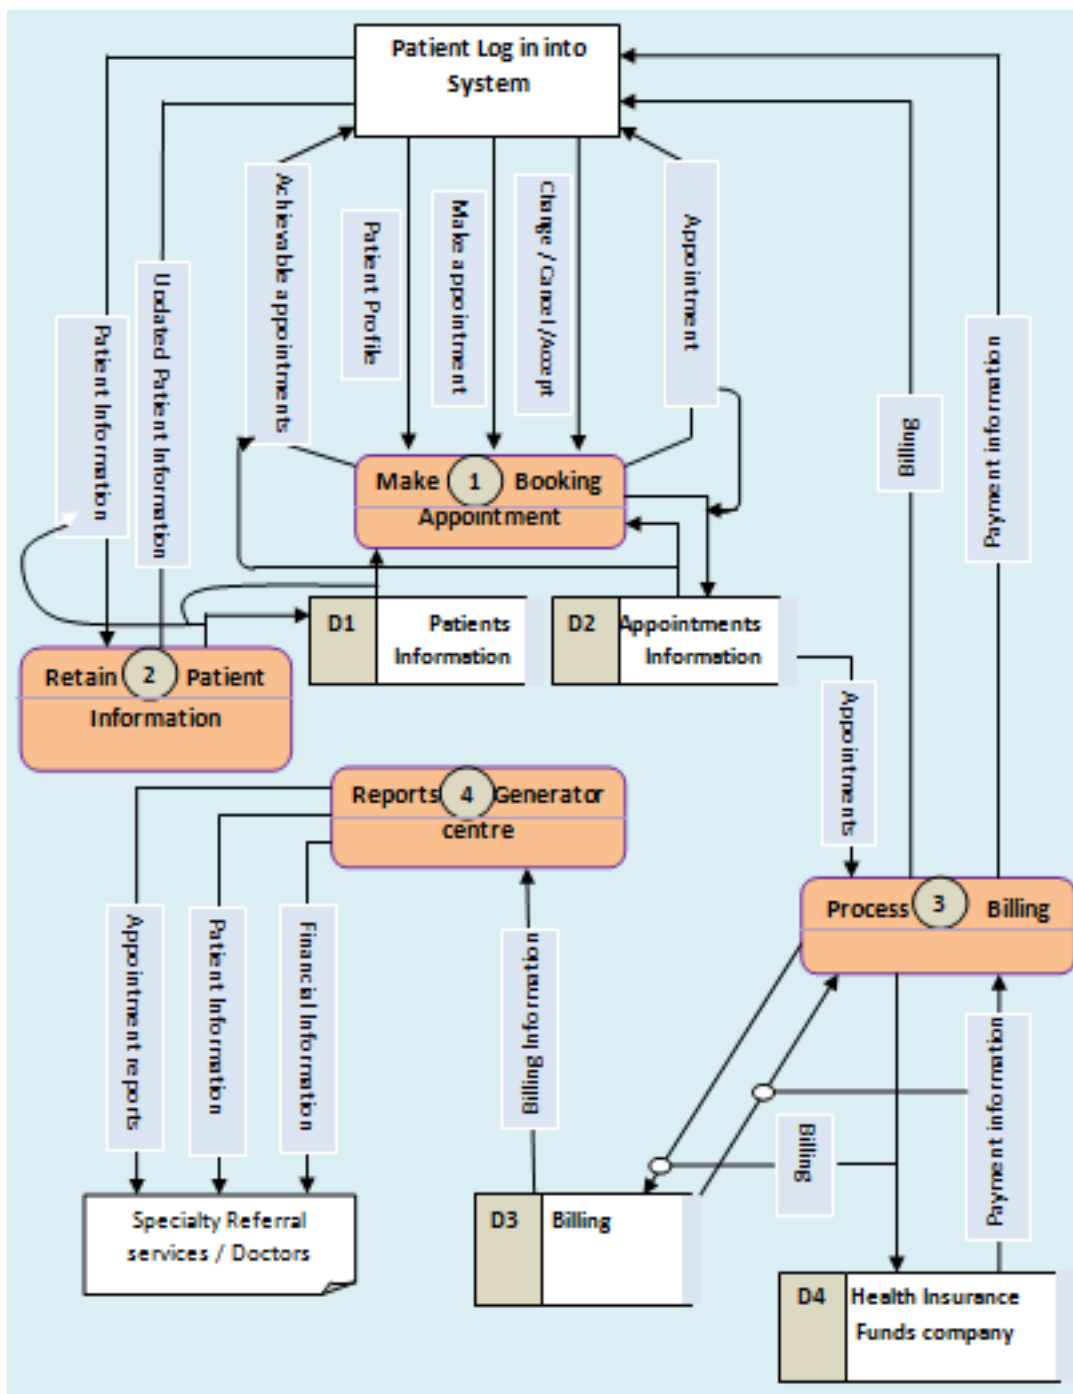 Patient Log in into
System
Achievable appointments
Patient Profile
Make appointment
Change / Cancel /Accept
Appointment
Patient Information
Updated Patient Information
Billing
Payment information
Make 1 Booking
Appointment
D1 Patients
Information
D2 Appointments
Information
Retain 2 Patient
Information
Appointments
Reports 4 Generator
centre
Process 3 Billing
Appointment reports
Patient Information
Financial Information
Billing Information
Billing
Payment information
Specialty Referral
services / Doctors
D3 Billing
D4 Health Insurance
Funds company